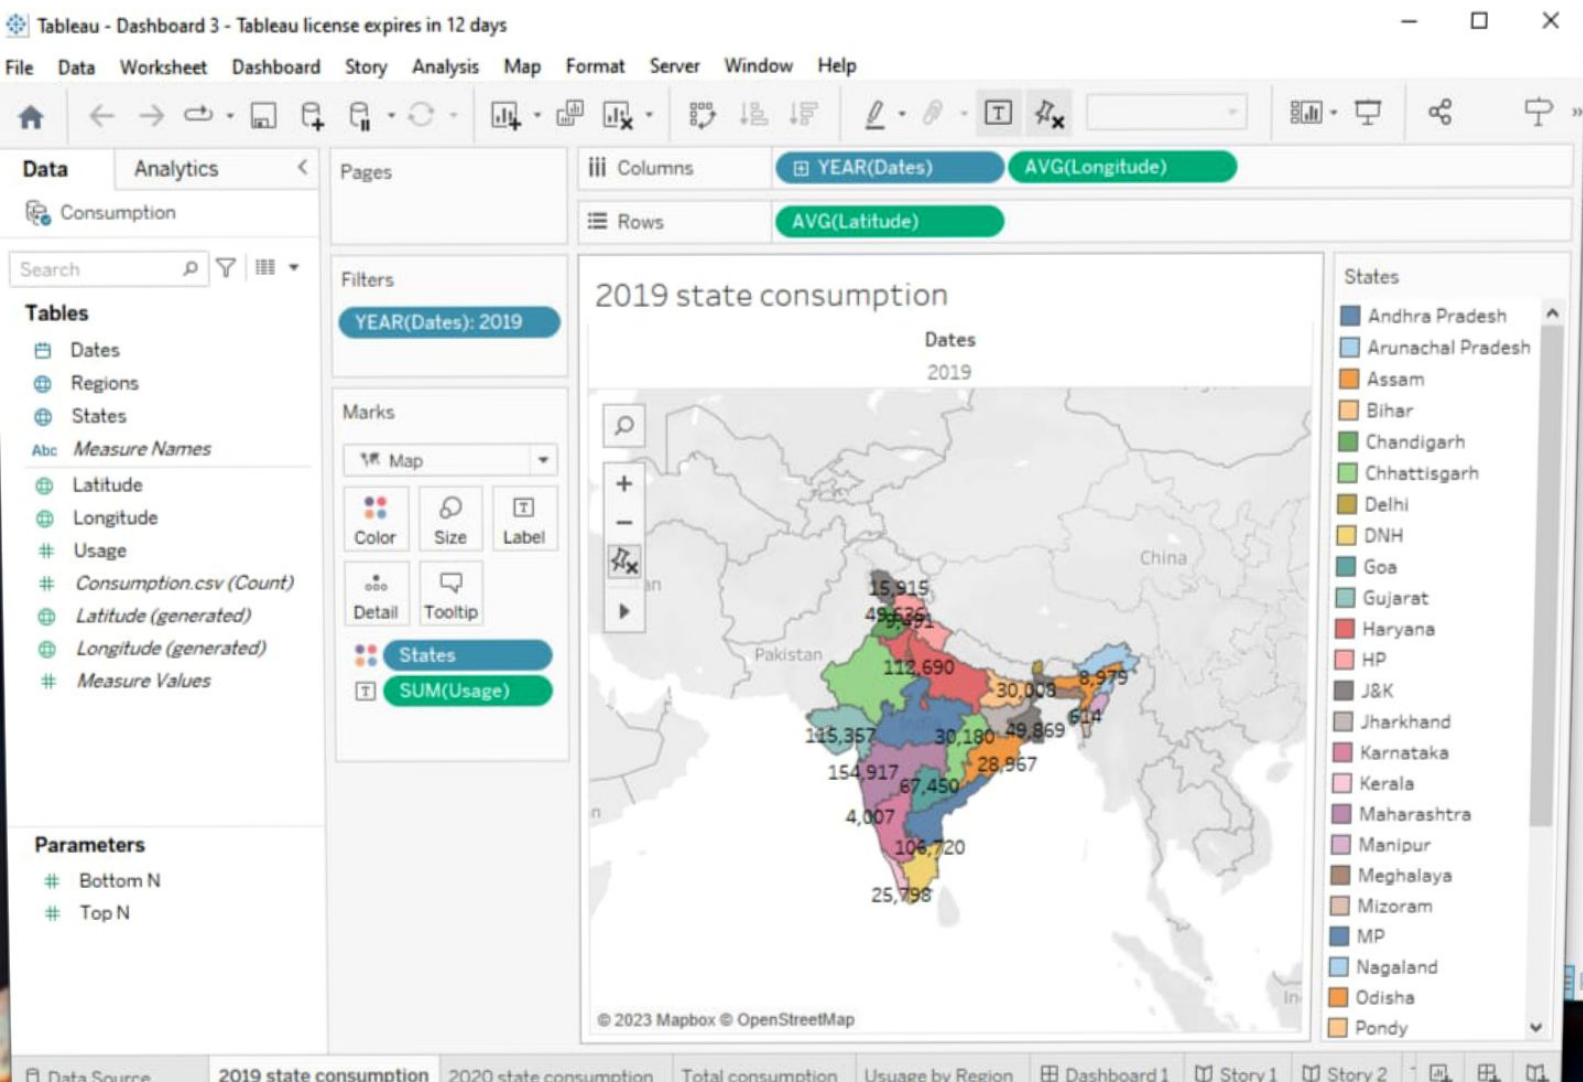 Tableau - Dashboard 3 - Tableau license expires in 12 days
File Data Worksheet Dashboard Story Analysis Map Format Server Window Help
Data Analytics
Consumption
Search
Tables
Dates
Regions
States
Abc Measure Names
Latitude
Longitude
# Usage
# Consumption.csv (Count)
Latitude (generated)
Longitude (generated)
# Measure Values
Parameters
# Bottom N
# Top N
Pages
Filters
YEAR(Dates): 2019
Marks
Map
Color Size Label
Detail Tooltip
States
SUM(Usage)
Columns YEAR(Dates) AVG(Longitude)
Rows AVG(Latitude)
2019 state consumption
Dates
2019
China
Pakistan
India
15,915
112,690
30,008
8,979
614
115,357
30,180
49,869
154,917
28,967
67,450
4,007
106,720
25,798
© 2023 Mapbox © OpenStreetMap
States
Andhra Pradesh
Arunachal Pradesh
Assam
Bihar
Chandigarh
Chhattisgarh
Delhi
DNH
Goa
Gujarat
Haryana
HP
J&K
Jharkhand
Karnataka
Kerala
Maharashtra
Manipur
Meghalaya
Mizoram
MP
Nagaland
Odisha
Pondy
Data Source 2019 state consumption 2020 state consumption Total consumption Usuage by Region Dashboard 1 Story 1 Story 2